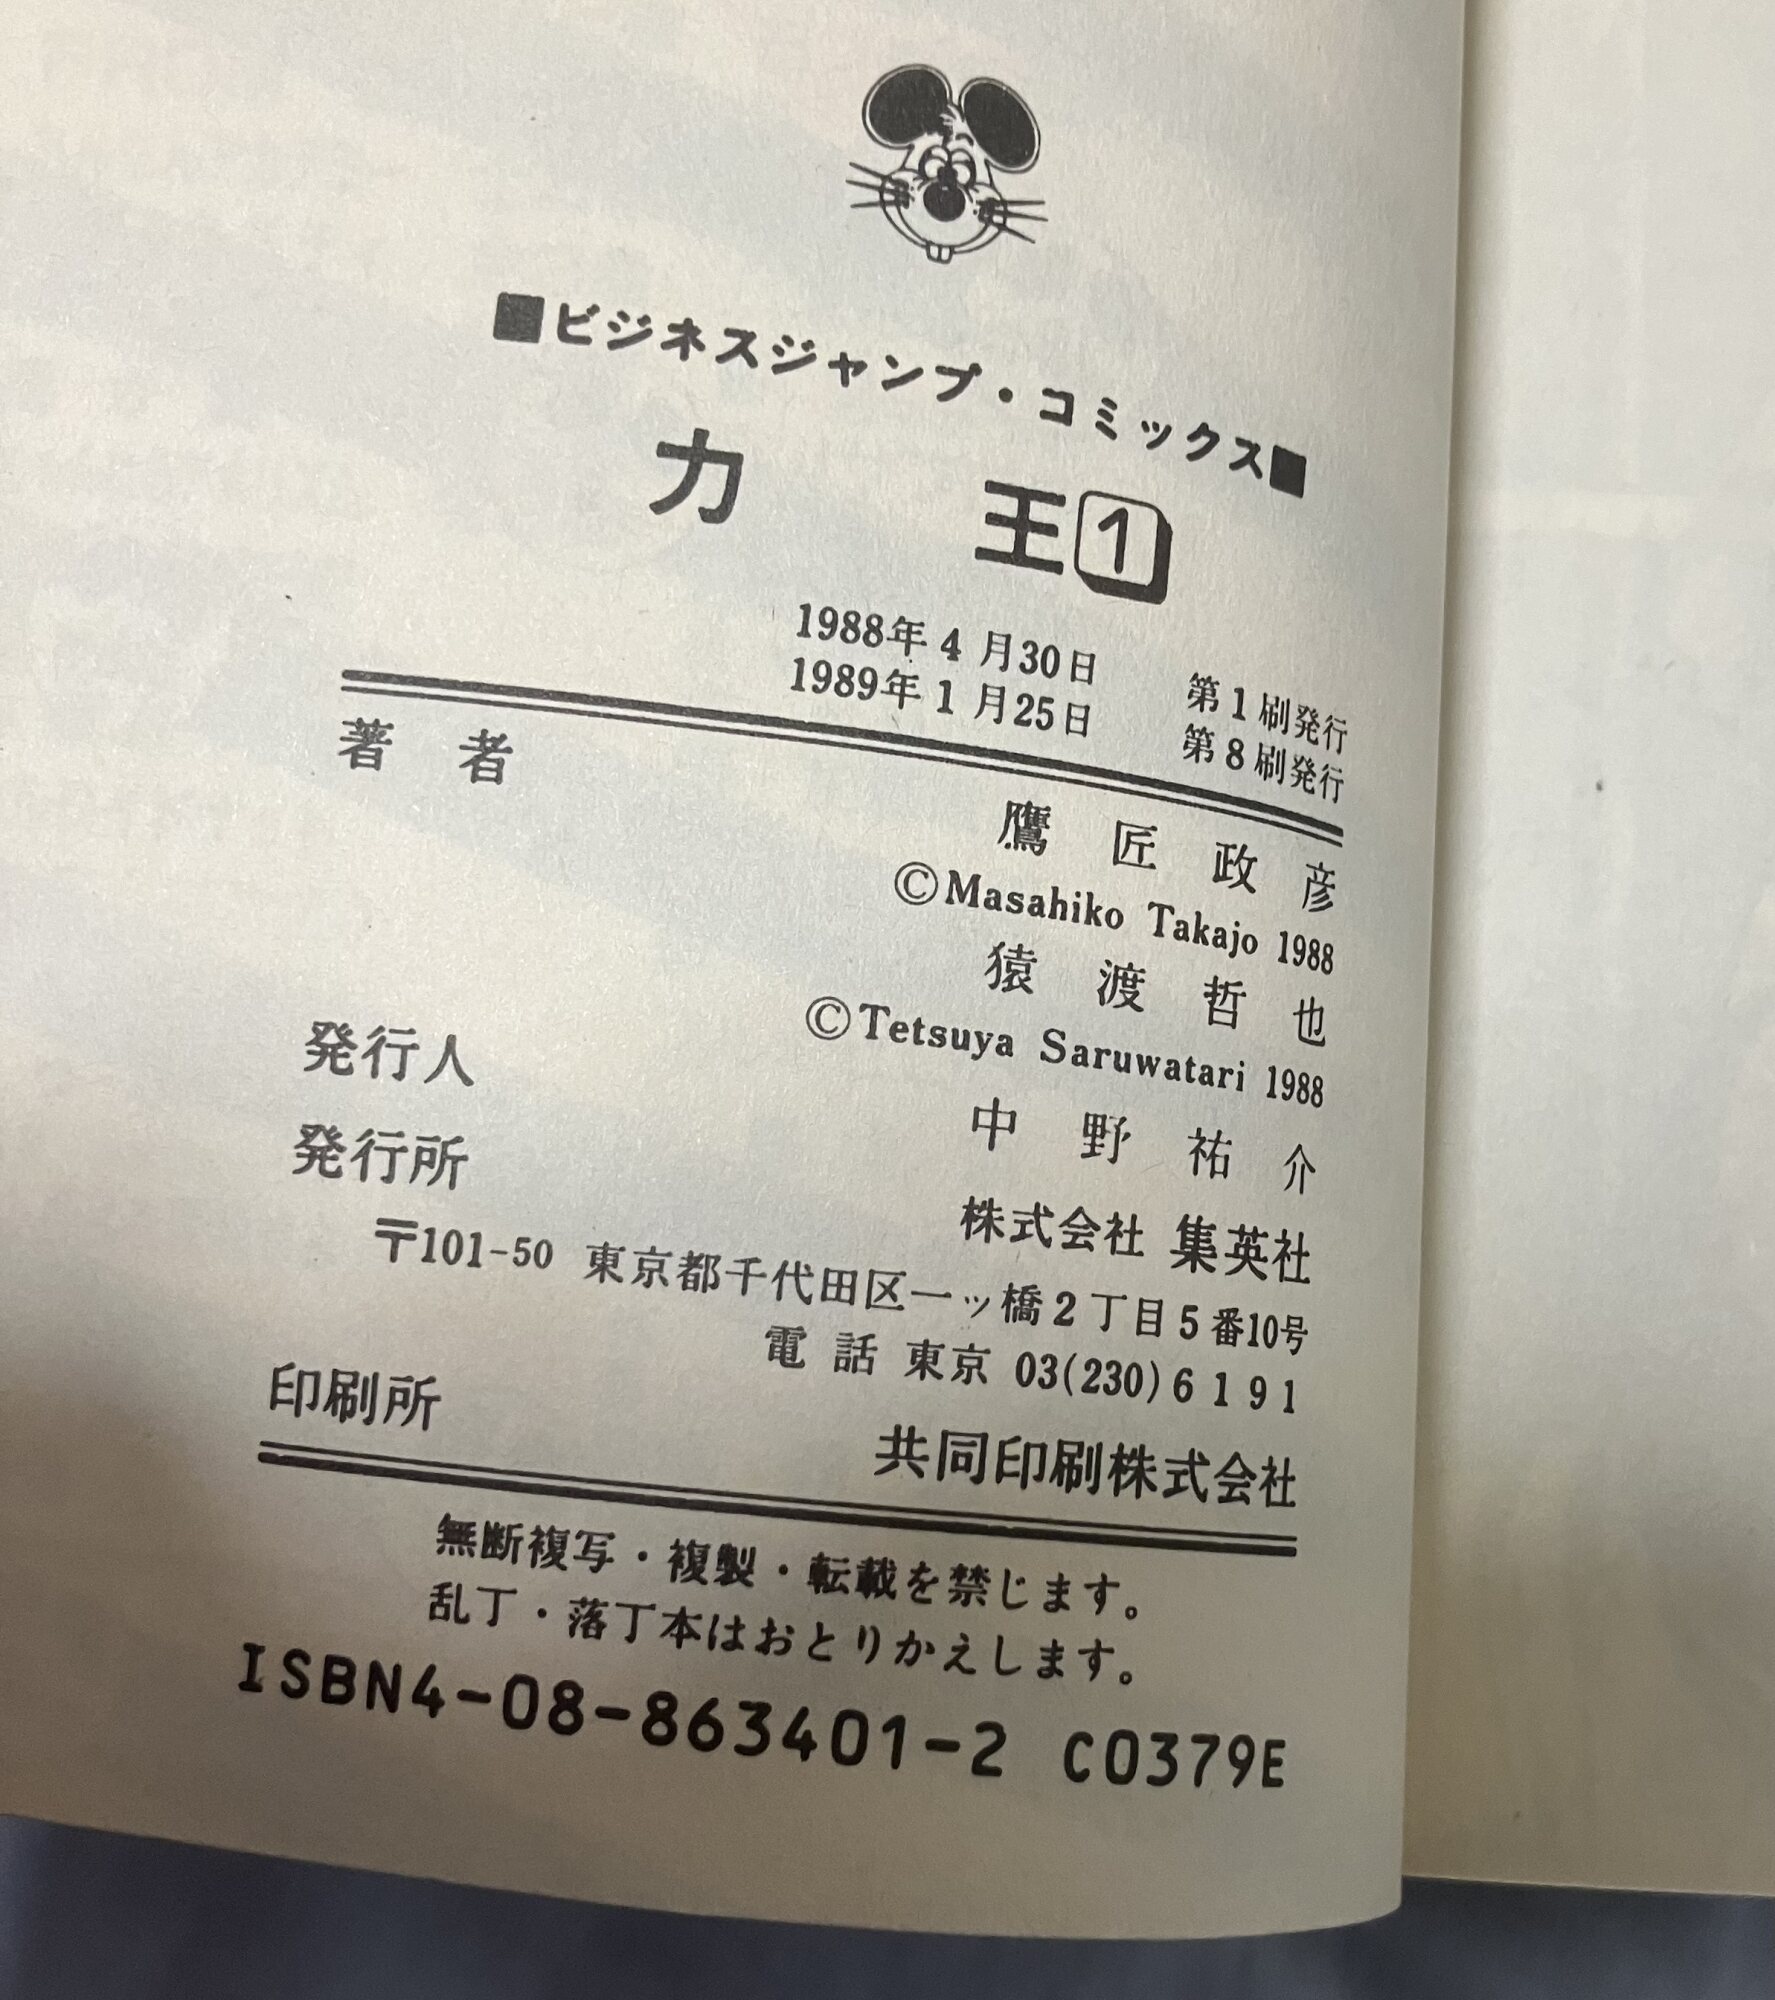 ■ビジネスジャンプ・コミックス■
力 王 1
1988年4月30日 第1刷発行
1989年1月25日 第8刷発行
著 者 鷹 匠 政 彦
©Masahiko Takajo 1988
猿 渡 哲 也
©Tetsuya Saruwatari 1988
発行人 中 野 祐 介
発行所 株式会社 集英社
〒101-50 東京都千代田区一ッ橋2丁目5番10号
電 話 東京 03(230)6191
印刷所 共同印刷株式会社
無断複写・複製・転載を禁じます。
乱丁・落丁本はおとりかえします。
ISBN4-08-863401-2 C0379E